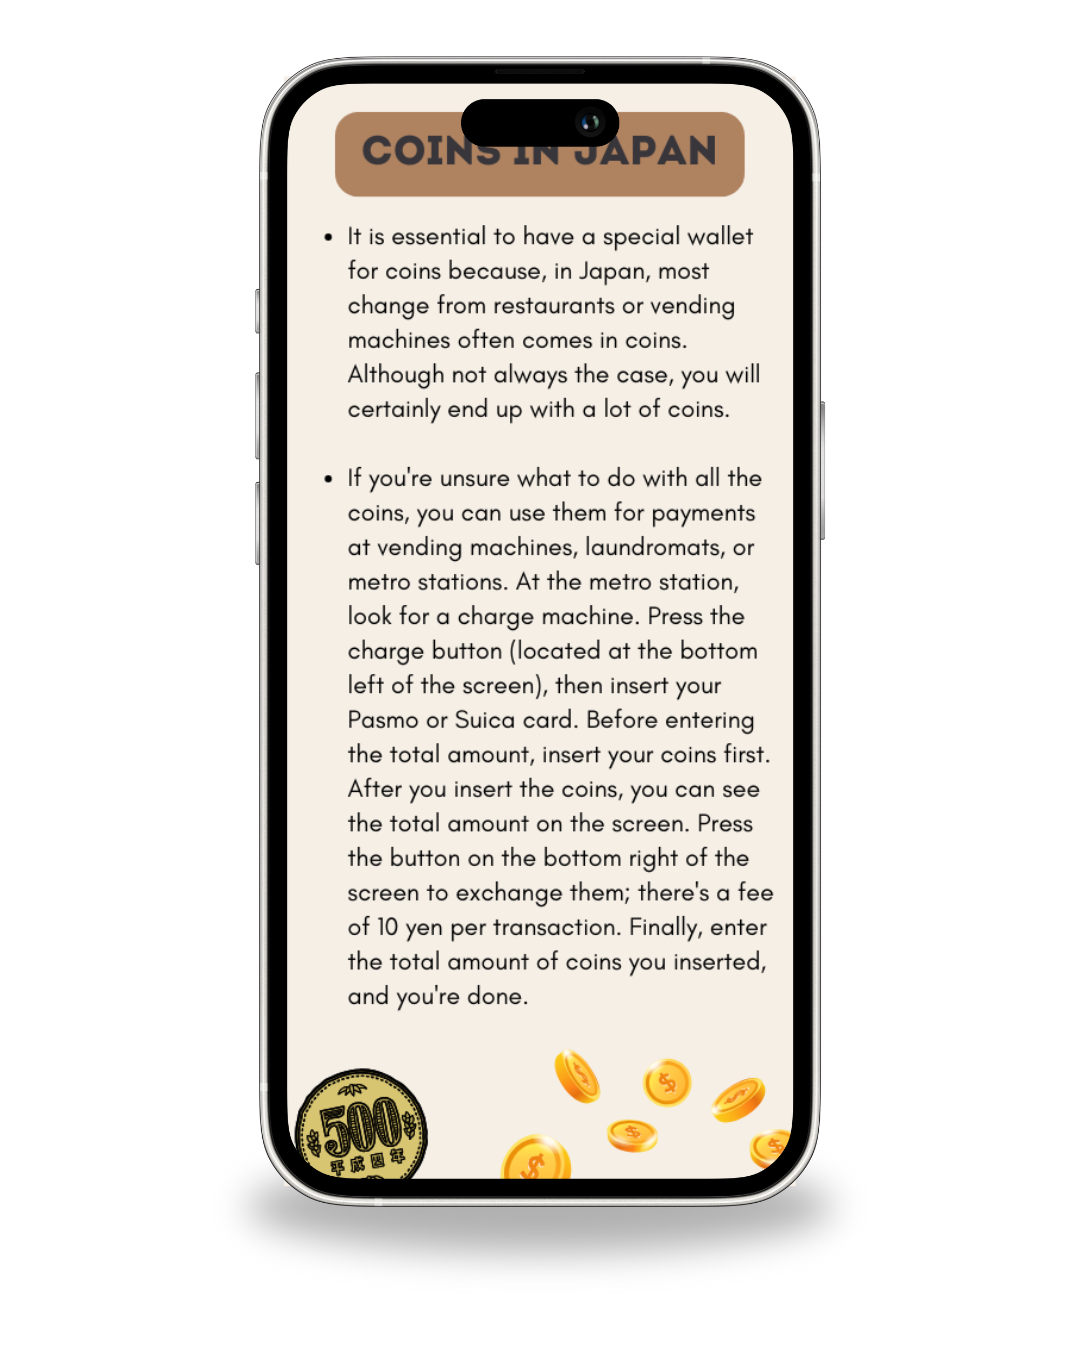 COINS IN JAPAN
• It is essential to have a special wallet
for coins because, in Japan, most
change from restaurants or vending
machines often comes in coins.
Although not always the case, you will
certainly end up with a lot of coins.
• If you're unsure what to do with all the
coins, you can use them for payments
at vending machines, laundromats, or
metro stations. At the metro station,
look for a charge machine. Press the
charge button (located at the bottom
left of the screen), then insert your
Pasmo or Suica card. Before entering
the total amount, insert your coins first.
After you insert the coins, you can see
the total amount on the screen. Press
the button on the bottom right of the
screen to exchange them; there's a fee
of 10 yen per transaction. Finally, enter
the total amount of coins you inserted,
and you're done.
500
平成四年
$
$
$
$
$
$